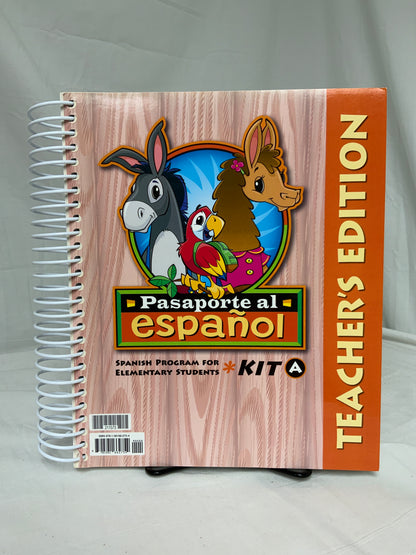 Pasaporte al
español
Spanish Program for
Elementary Students
* KIT A
TEACHER'S EDITION